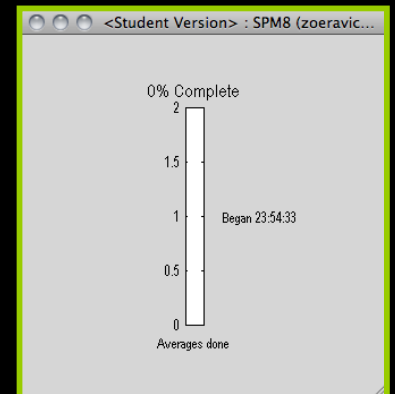 <Student Version> : SPM8 (zoeravic...
0% Complete
2
1.5
1
Began 23:54:33
0.5
0
Averages done